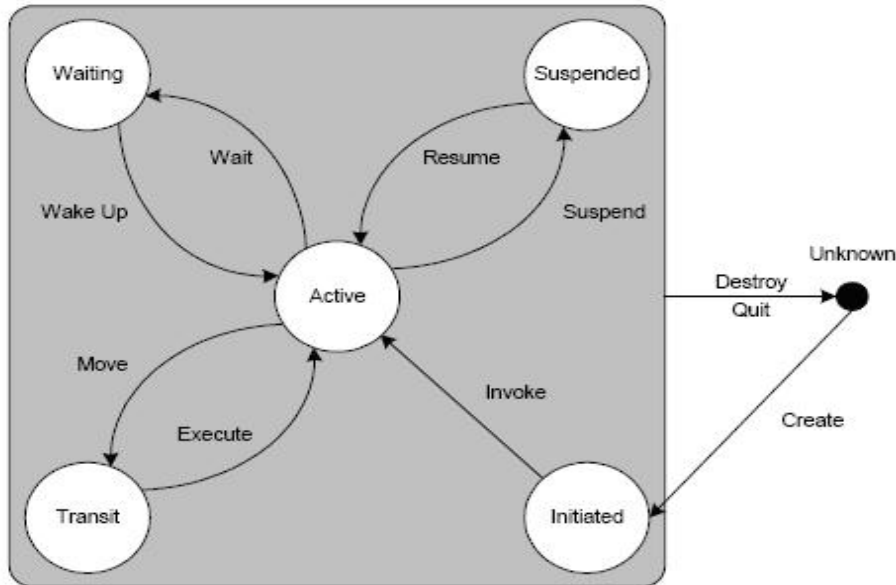 Waiting
Suspended
Wait
Resume
Wake Up
Suspend
Unknown
Active
Destroy
Quit
Move
Invoke
Execute
Create
Transit
Initiated